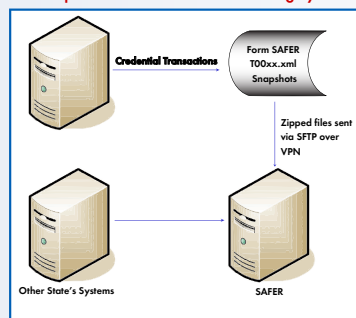 Credential Transactions
Form SAFER
T00xx.xml
Snapshots
Zipped files sent
via SFTP over
VPN
Other State's Systems
SAFER